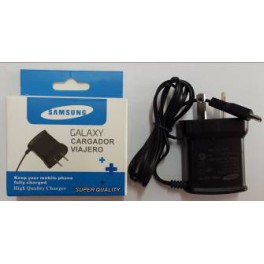 SAMSUNG
GALAXY
CARGADOR
VIAJERO
Keep your mobile phone
fully charged
High Quality Charger
SUPER QUALITY